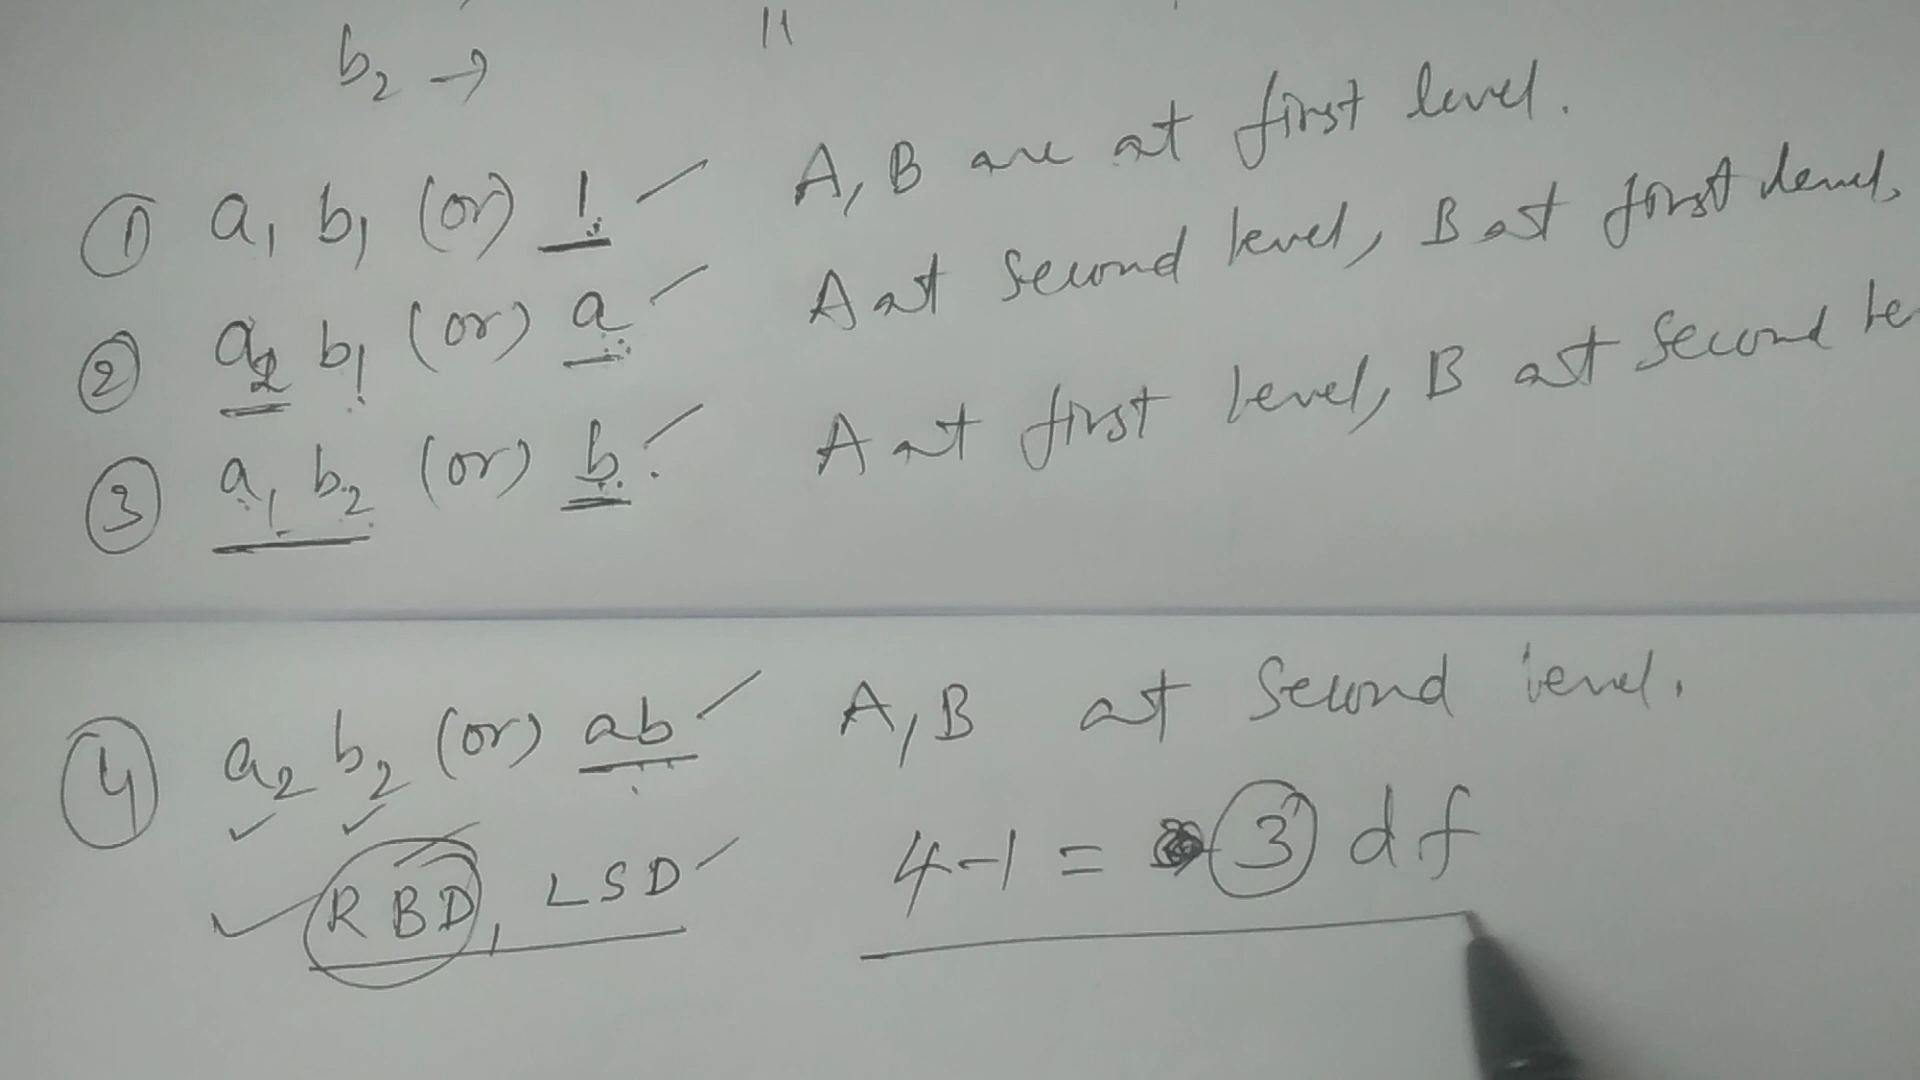 b₂ →
① a₁ b₁ (or) 1 A, B are at first level.
② a₂ b₁ (or) a A at Second level, B at first level,
③ a₁ b₂ (or) b. A at first level, B at Second le
④ a₂ b₂ (or) ab A, B at Second level.
RBD, LSD 4-1 = 3 df